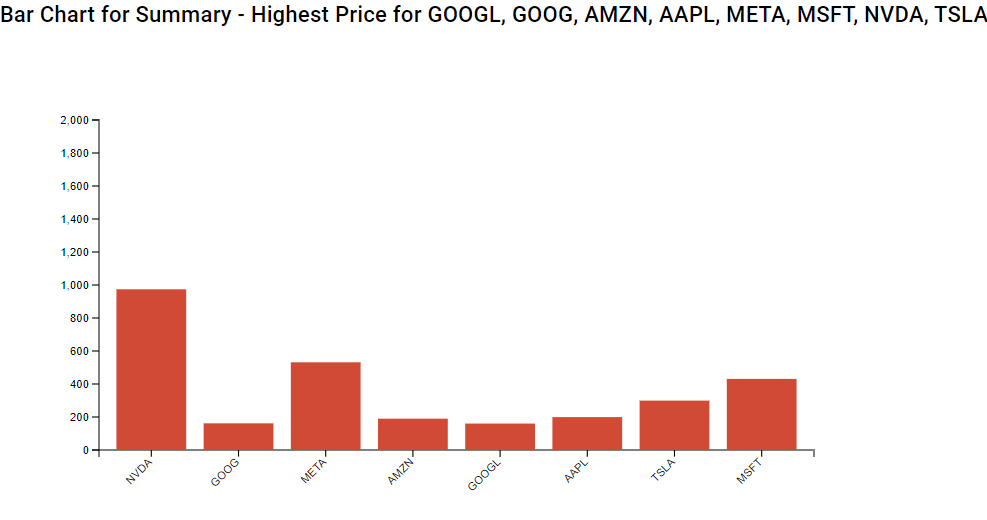 Bar Chart for Summary - Highest Price for GOOGL, GOOG, AMZN, AAPL, META, MSFT, NVDA, TSLA
2,000
1,800
1,600
1,400
1,200
1,000
800
600
400
200
0
NVDA
GOOG
META
AMZN
GOOGL
AAPL
TSLA
MSFT